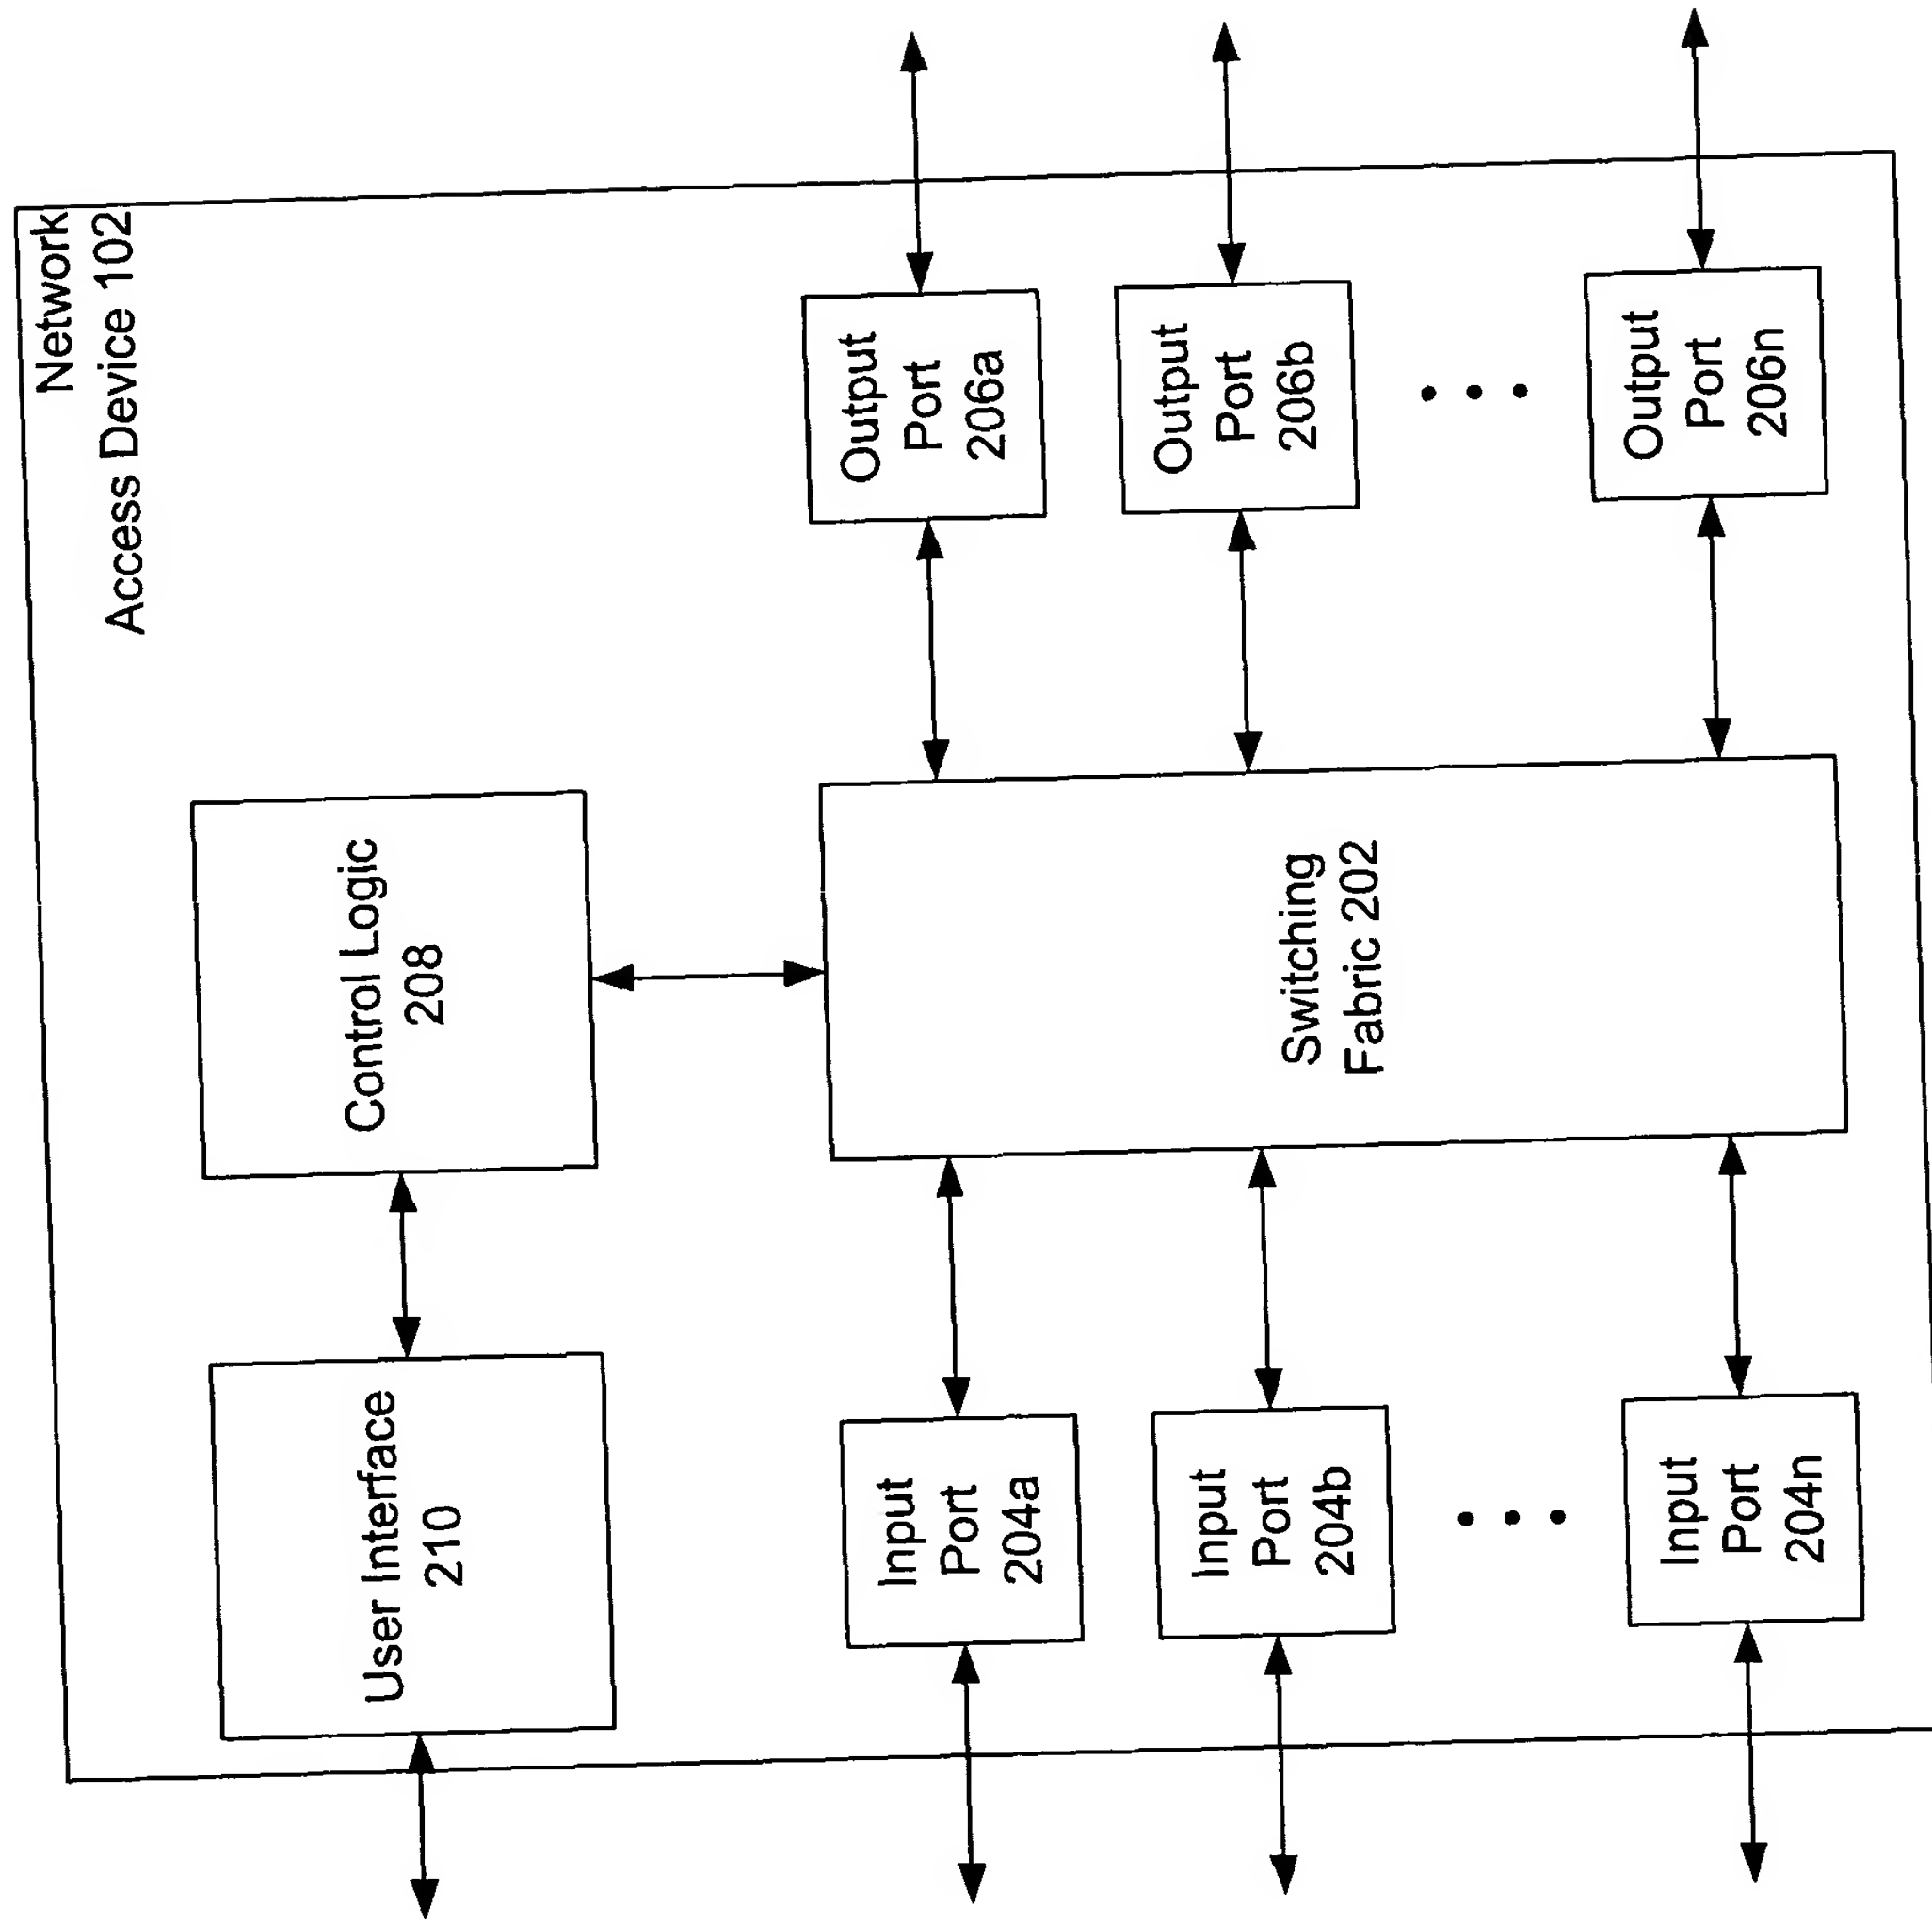 Network
Access Device 102
User Interface
210
Control Logic
208
Input
Port
204a
Switching
Fabric 202
Output
Port
206a
Input
Port
204b
Output
Port
206b
Input
Port
204n
Output
Port
206n